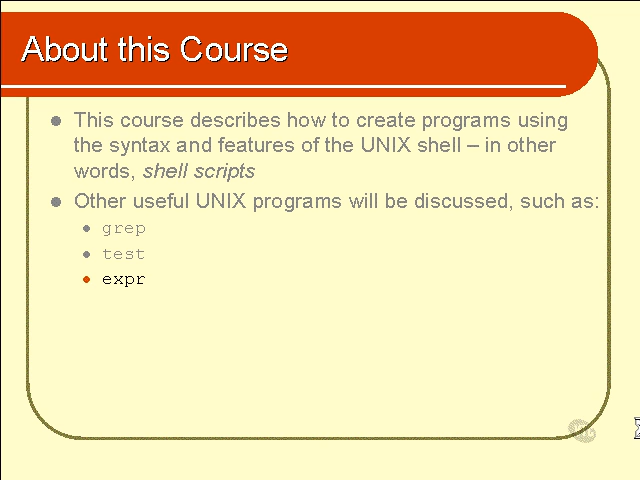 About this Course
This course describes how to create programs using
the syntax and features of the UNIX shell – in other
words, shell scripts
Other useful UNIX programs will be discussed, such as:
grep
test
expr